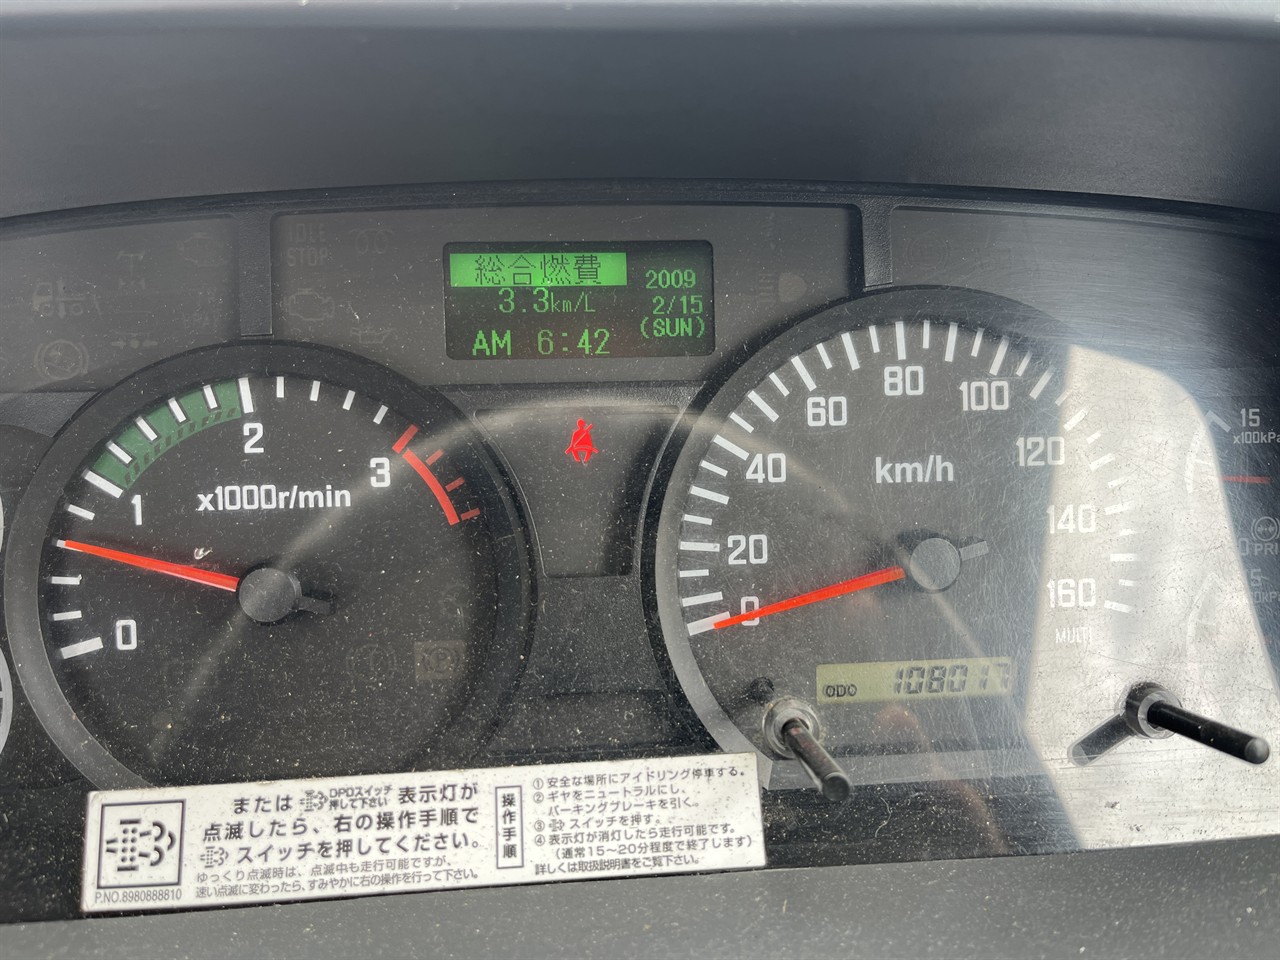 IDLE
STOP
総合燃費
3.3km/L
AM 6:42
2009
2/15
(SUN)
0
1
2
3
x1000r/min
0
20
40
60
80
100
120
140
160
km/h
MULTI
ODO 108017
15
x100kPa
0
PRI
または DPDスイッチ 押して下さい 表示灯が
点滅したら、右の操作手順で
スイッチを押してください。
ゆっくり点滅時は、点滅中も走行可能ですが、
速い点滅に変わったら、すみやかに右の操作を行って下さい。
P.NO.8980888810
操作手順
① 安全な場所にアイドリング停車する。
② ギヤをニュートラルにし、
パーキングブレーキを引く。
③ スイッチを押す。
④ 表示灯が消灯したら走行可能です。
(通常15~20分程度で終了します)
詳しくは取扱説明書をご覧下さい。